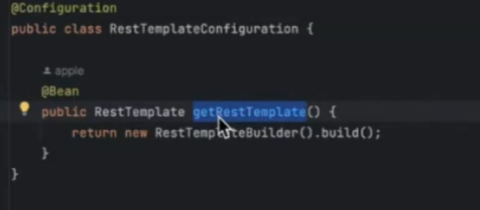 @Configuration
public class RestTemplateConfiguration {
apple
@Bean
public RestTemplate getRestTemplate() {
return new RestTemplateBuilder().build();
}
}